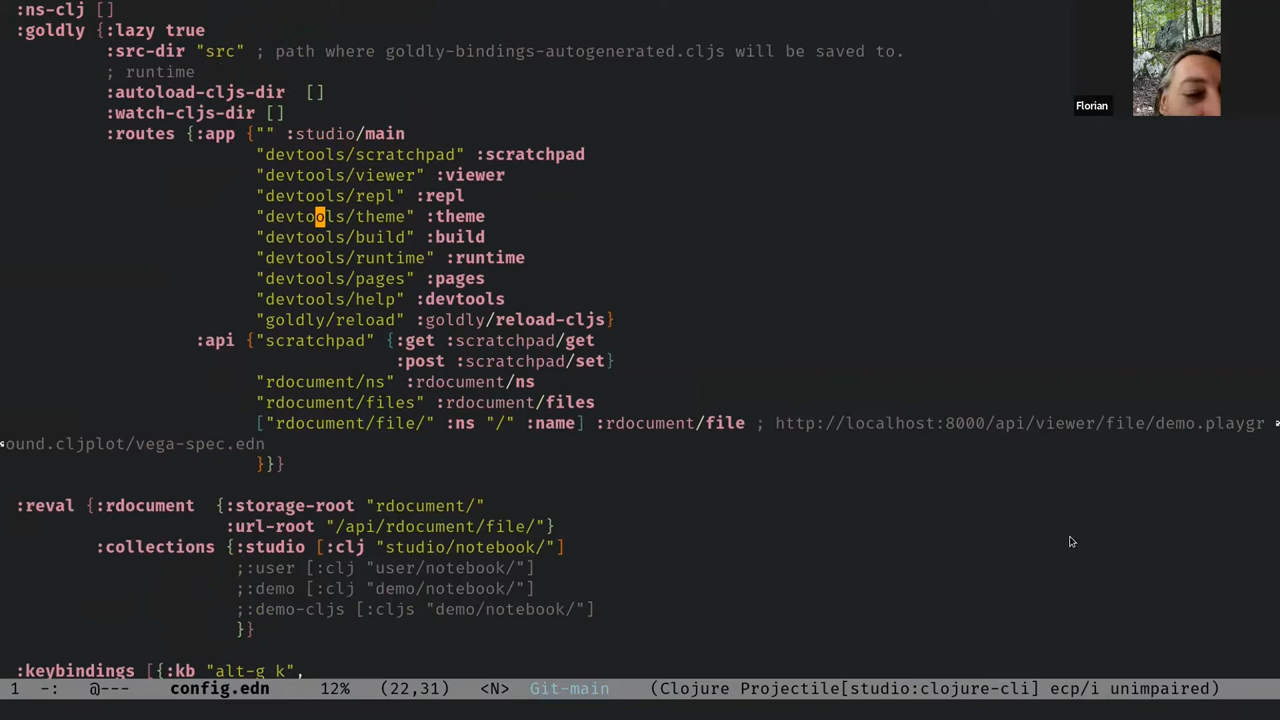 :ns-clj []
:goldly {:lazy true
:src-dir "src" ; path where goldly-bindings-autogenerated.cljs will be saved to.
; runtime
:autoload-cljs-dir  []
:watch-cljs-dir []
:routes {:app {"" :studio/main
"devtools/scratchpad" :scratchpad
"devtools/viewer" :viewer
"devtools/repl" :repl
"devtools/theme" :theme
"devtools/build" :build
"devtools/runtime" :runtime
"devtools/pages" :pages
"devtools/help" :devtools
"goldly/reload" :goldly/reload-cljs}
:api {"scratchpad" {:get :scratchpad/get
:post :scratchpad/set}
"rdocument/ns" :rdocument/ns
"rdocument/files" :rdocument/files
["rdocument/file/" :ns "/" :name] :rdocument/file ; http://localhost:8000/api/viewer/file/demo.playgr
ound.cljplot/vega-spec.edn
}}}
:reval {:rdocument  {:storage-root "rdocument/"
:url-root "/api/rdocument/file/"}
:collections {:studio [:clj "studio/notebook/"]
;:user [:clj "user/notebook/"]
;:demo [:clj "demo/notebook/"]
;:demo-cljs [:cljs "demo/notebook/"]
}}
:keybindings [{:kb "alt-g k",
1 -: @--- config.edn 12% (22,31) <N> Git-main (Clojure Projectile[studio:clojure-cli] ecp/i unimpaired)
Florian